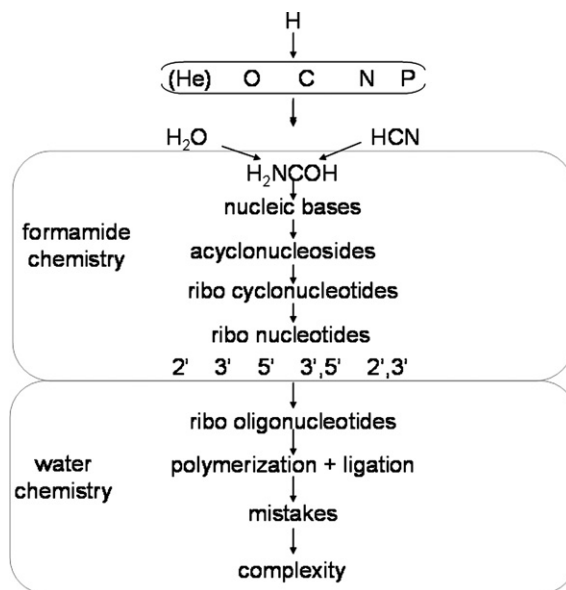 H
(He) O C N P
H₂O HCN
H₂NCOH
nucleic bases
formamide
chemistry
acyclonucleosides
ribo cyclonucleotides
ribo nucleotides
2' 3' 5' 3',5' 2',3'
ribo oligonucleotides
water
chemistry
polymerization + ligation
mistakes
complexity